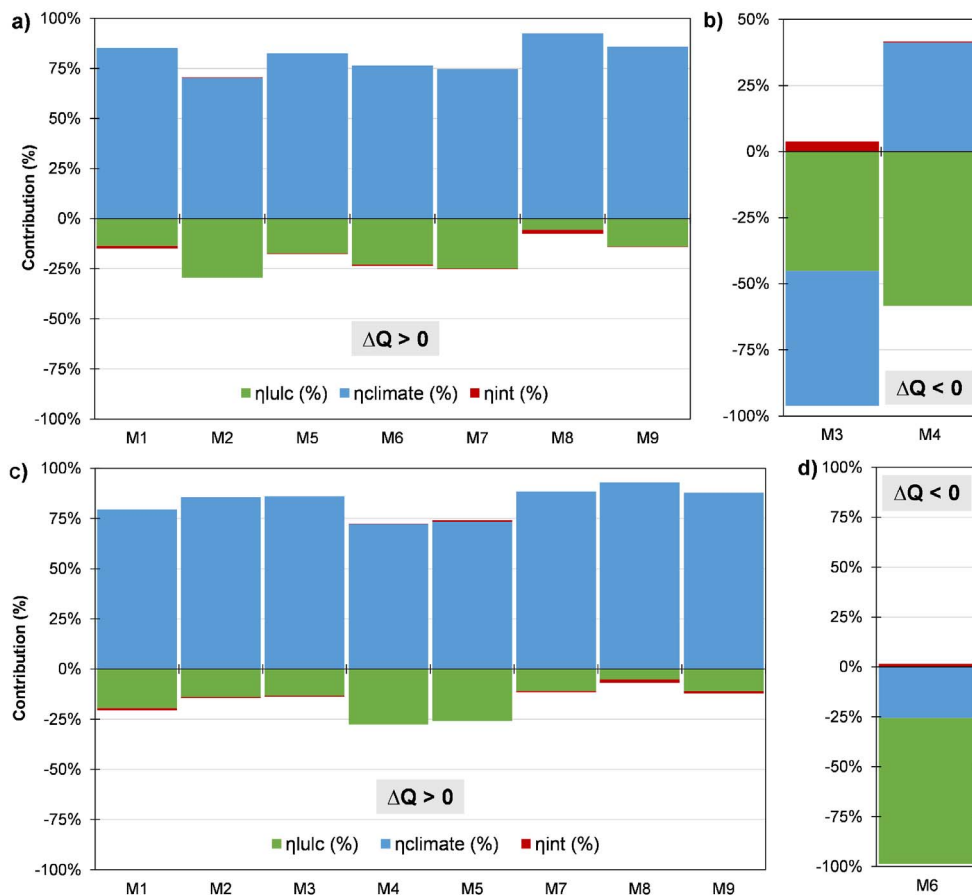 a)
100%
75%
50%
25%
0%
-25%
-50%
-75%
-100%
Contribution (%)
ΔQ > 0
ηlulc (%) ηclimate (%) ηint (%)
M1 M2 M5 M6 M7 M8 M9
b)
50%
25%
0%
-25%
-50%
-75%
-100%
ΔQ < 0
M3 M4
c)
100%
75%
50%
25%
0%
-25%
-50%
-75%
-100%
Contribution (%)
ΔQ > 0
ηlulc (%) ηclimate (%) ηint (%)
M1 M2 M3 M4 M5 M7 M8 M9
d)
100%
75%
50%
25%
0%
-25%
-50%
-75%
-100%
ΔQ < 0
M6